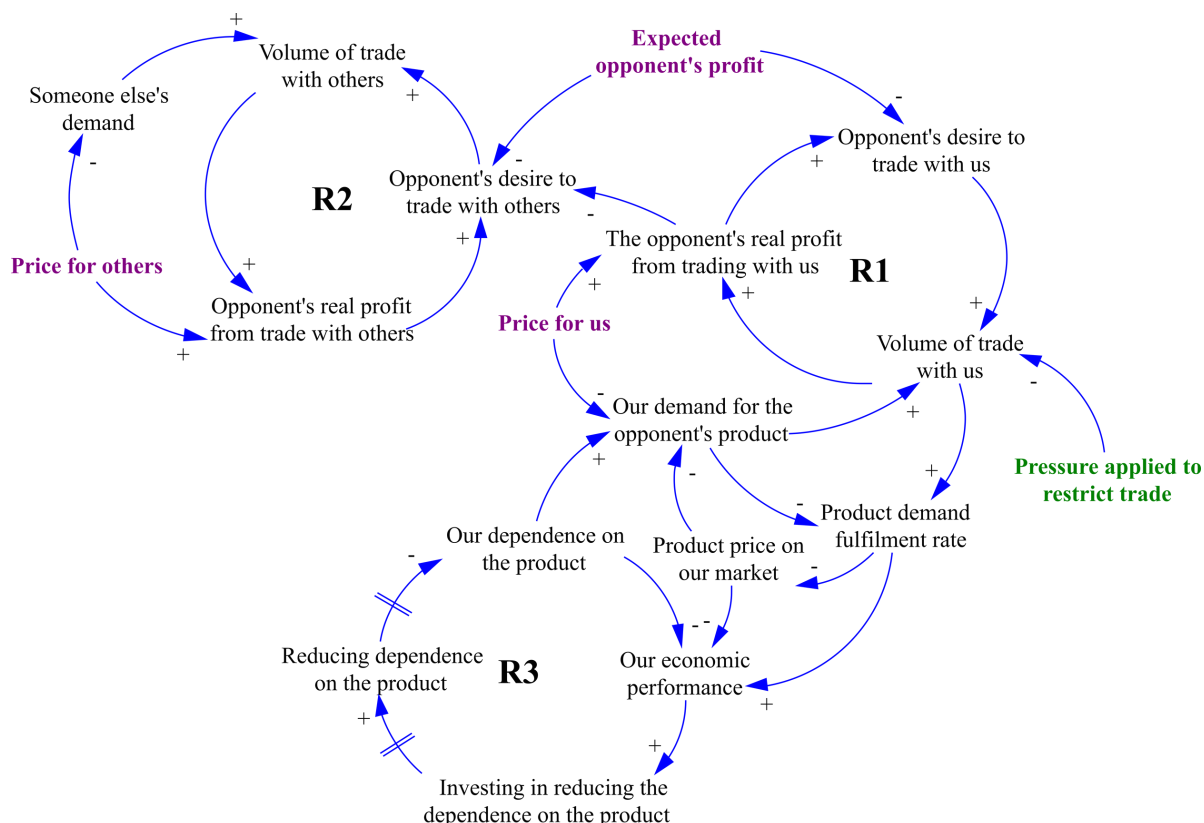 Volume of trade
with others
Someone else's
demand
Expected
opponent's profit
Opponent's desire to
trade with us
Opponent's desire to
trade with others
R2
The opponent's real profit
from trading with us
R1
Price for others
Opponent's real profit
from trade with others
Price for us
Volume of trade
with us
Our demand for the
opponent's product
Pressure applied to
restrict trade
Product demand
fulfilment rate
Our dependence on
the product
Product price on
our market
Reducing dependence
on the product
R3
Our economic
performance
Investing in reducing the
dependence on the product
+
+
-
-
-
+
-
+
-
+
+
+
+
+
+
-
-
+
+
-
+
-
-
-
-
-
+
+
+